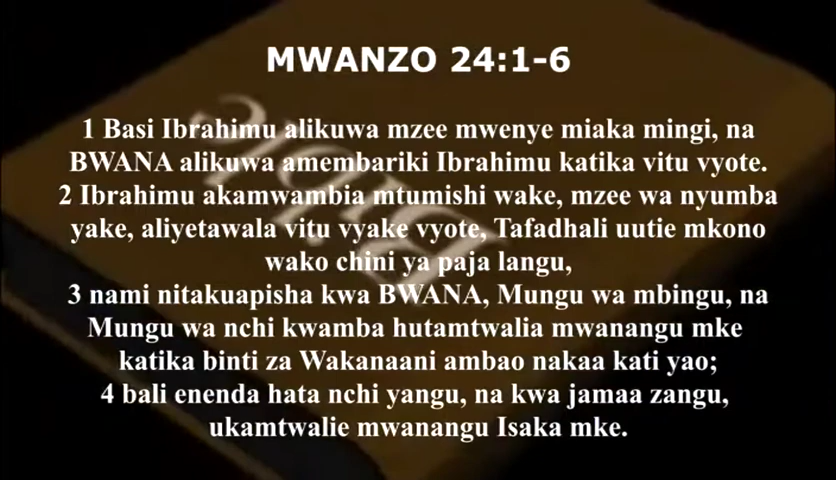 MWANZO 24:1-6
1 Basi Ibrahimu alikuwa mzee mwenye miaka mingi, na
BWANA alikuwa amembariki Ibrahimu katika vitu vyote.
2 Ibrahimu akamwambia mtumishi wake, mzee wa nyumba
yake, aliyetawala vitu vyake vyote, Tafadhali uutie mkono
wako chini ya paja langu,
3 nami nitakuapisha kwa BWANA, Mungu wa mbingu, na
Mungu wa nchi kwamba hutamtwalia mwanangu mke
katika binti za Wakanaani ambao nakaa kati yao;
4 bali enenda hata nchi yangu, na kwa jamaa zangu,
ukamtwalie mwanangu Isaka mke.